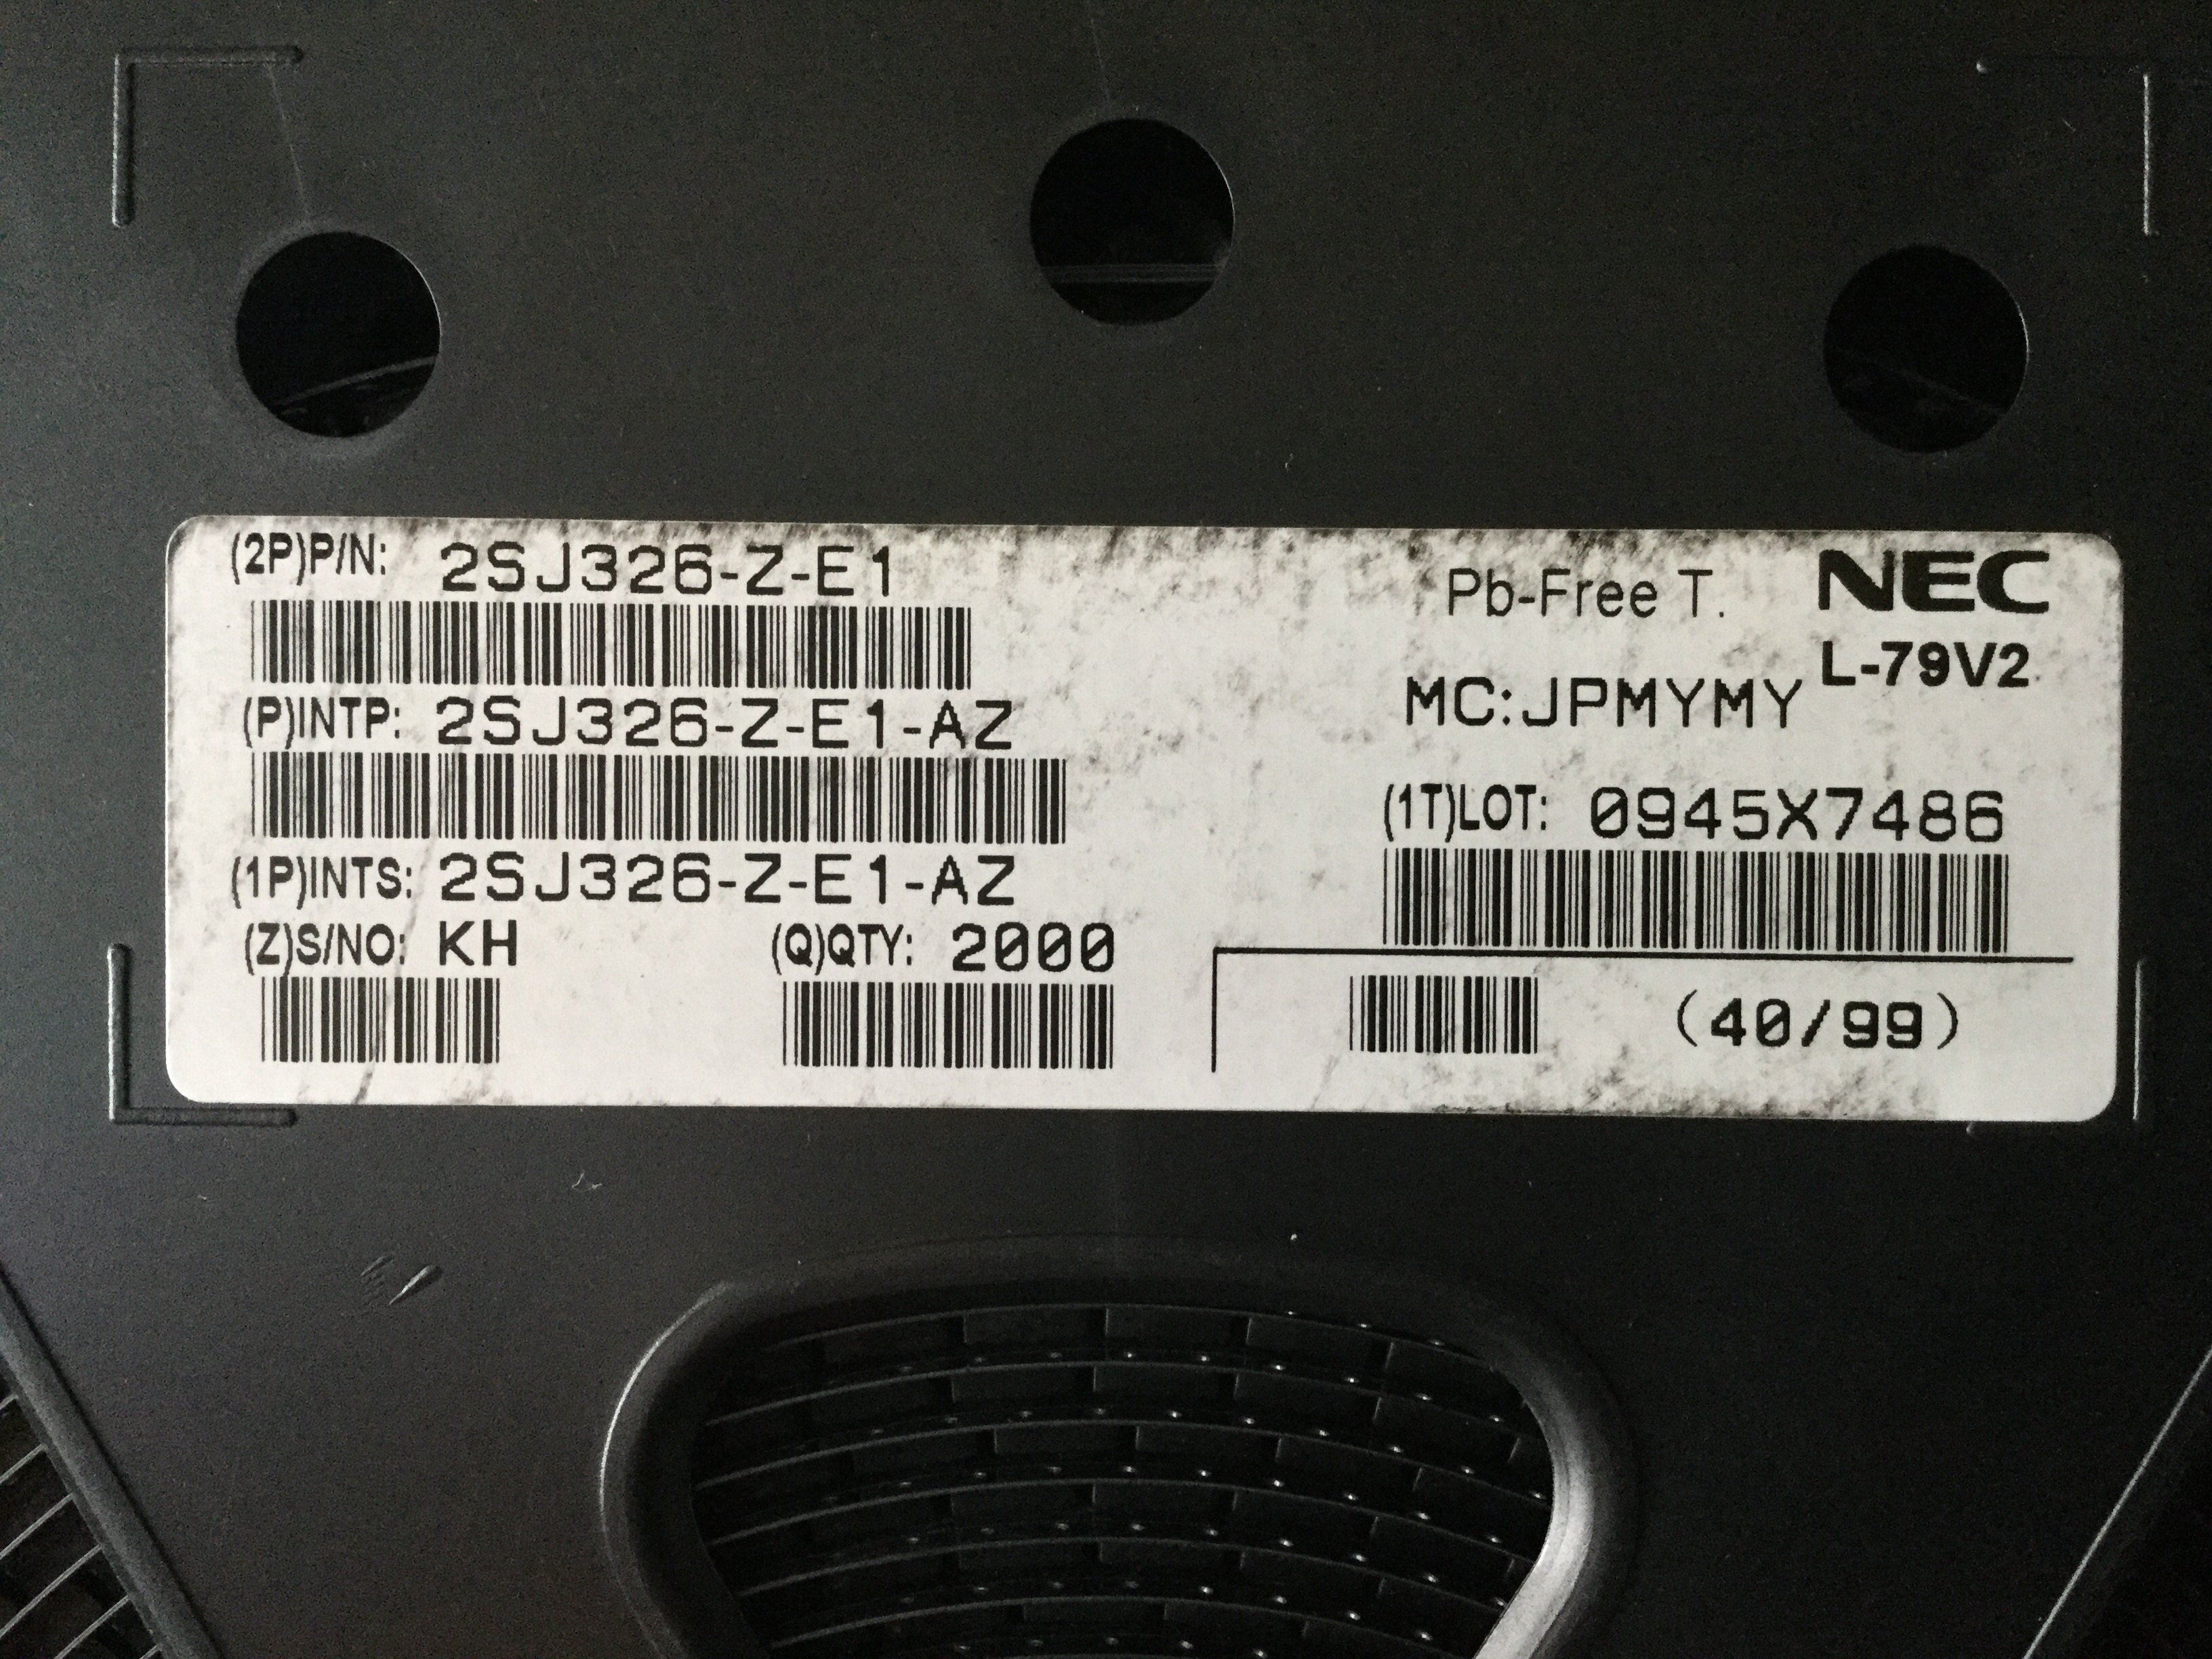 (2P)P/N: 2SJ326-Z-E1
Pb-Free T. NEC
L-79V2
(P)INTP: 2SJ326-Z-E1-AZ
MC:JPMYMY
(1T)LOT: 0945X7486
(1P)INTS: 2SJ326-Z-E1-AZ
(Z)S/NO: KH (Q)QTY: 2000
(40/99)